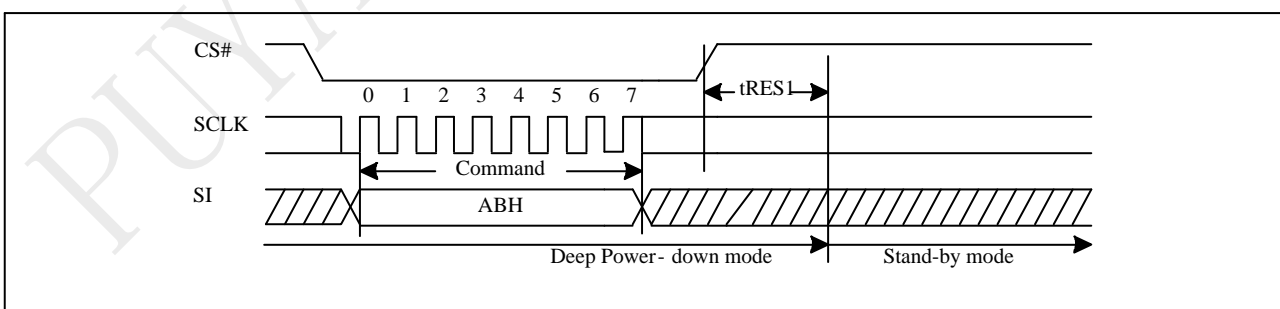 PUYA
CS#
tRES1
0 1 2 3 4 5 6 7
SCLK
Command
SI
ABH
Deep Power- down mode
Stand-by mode